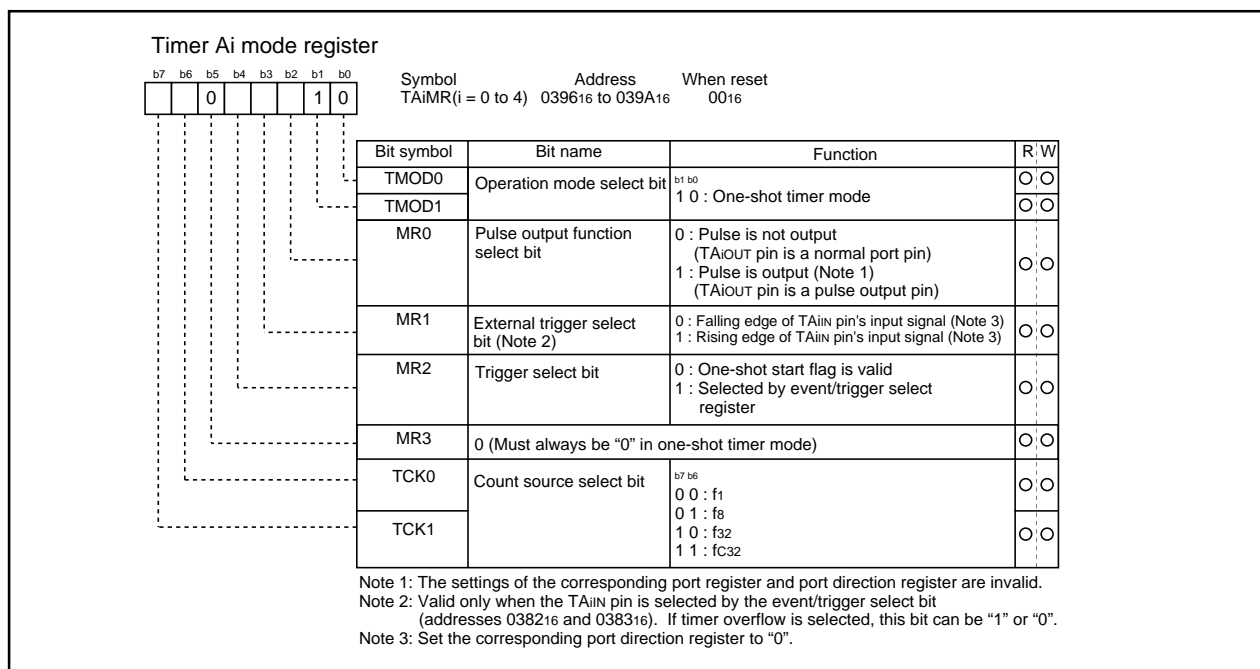 Timer Ai mode register
b7 b6 b5 b4 b3 b2 b1 b0
0 1 0
Symbol Address When reset
TAiMR(i = 0 to 4) 039616 to 039A16 0016
Bit symbol Bit name Function R W
TMOD0 Operation mode select bit b1 b0
1 0 : One-shot timer mode
TMOD1
MR0 Pulse output function select bit
0 : Pulse is not output
(TAiOUT pin is a normal port pin)
1 : Pulse is output (Note 1)
(TAiOUT pin is a pulse output pin)
MR1 External trigger select bit (Note 2)
0 : Falling edge of TAiIN pin's input signal (Note 3)
1 : Rising edge of TAiIN pin's input signal (Note 3)
MR2 Trigger select bit
0 : One-shot start flag is valid
1 : Selected by event/trigger select
register
MR3 0 (Must always be “0” in one-shot timer mode)
TCK0 Count source select bit b7 b6
0 0 : f1
0 1 : f8
TCK1
1 0 : f32
1 1 : fC32
Note 1: The settings of the corresponding port register and port direction register are invalid.
Note 2: Valid only when the TAiIN pin is selected by the event/trigger select bit
(addresses 038216 and 038316). If timer overflow is selected, this bit can be “1” or “0”.
Note 3: Set the corresponding port direction register to “0”.